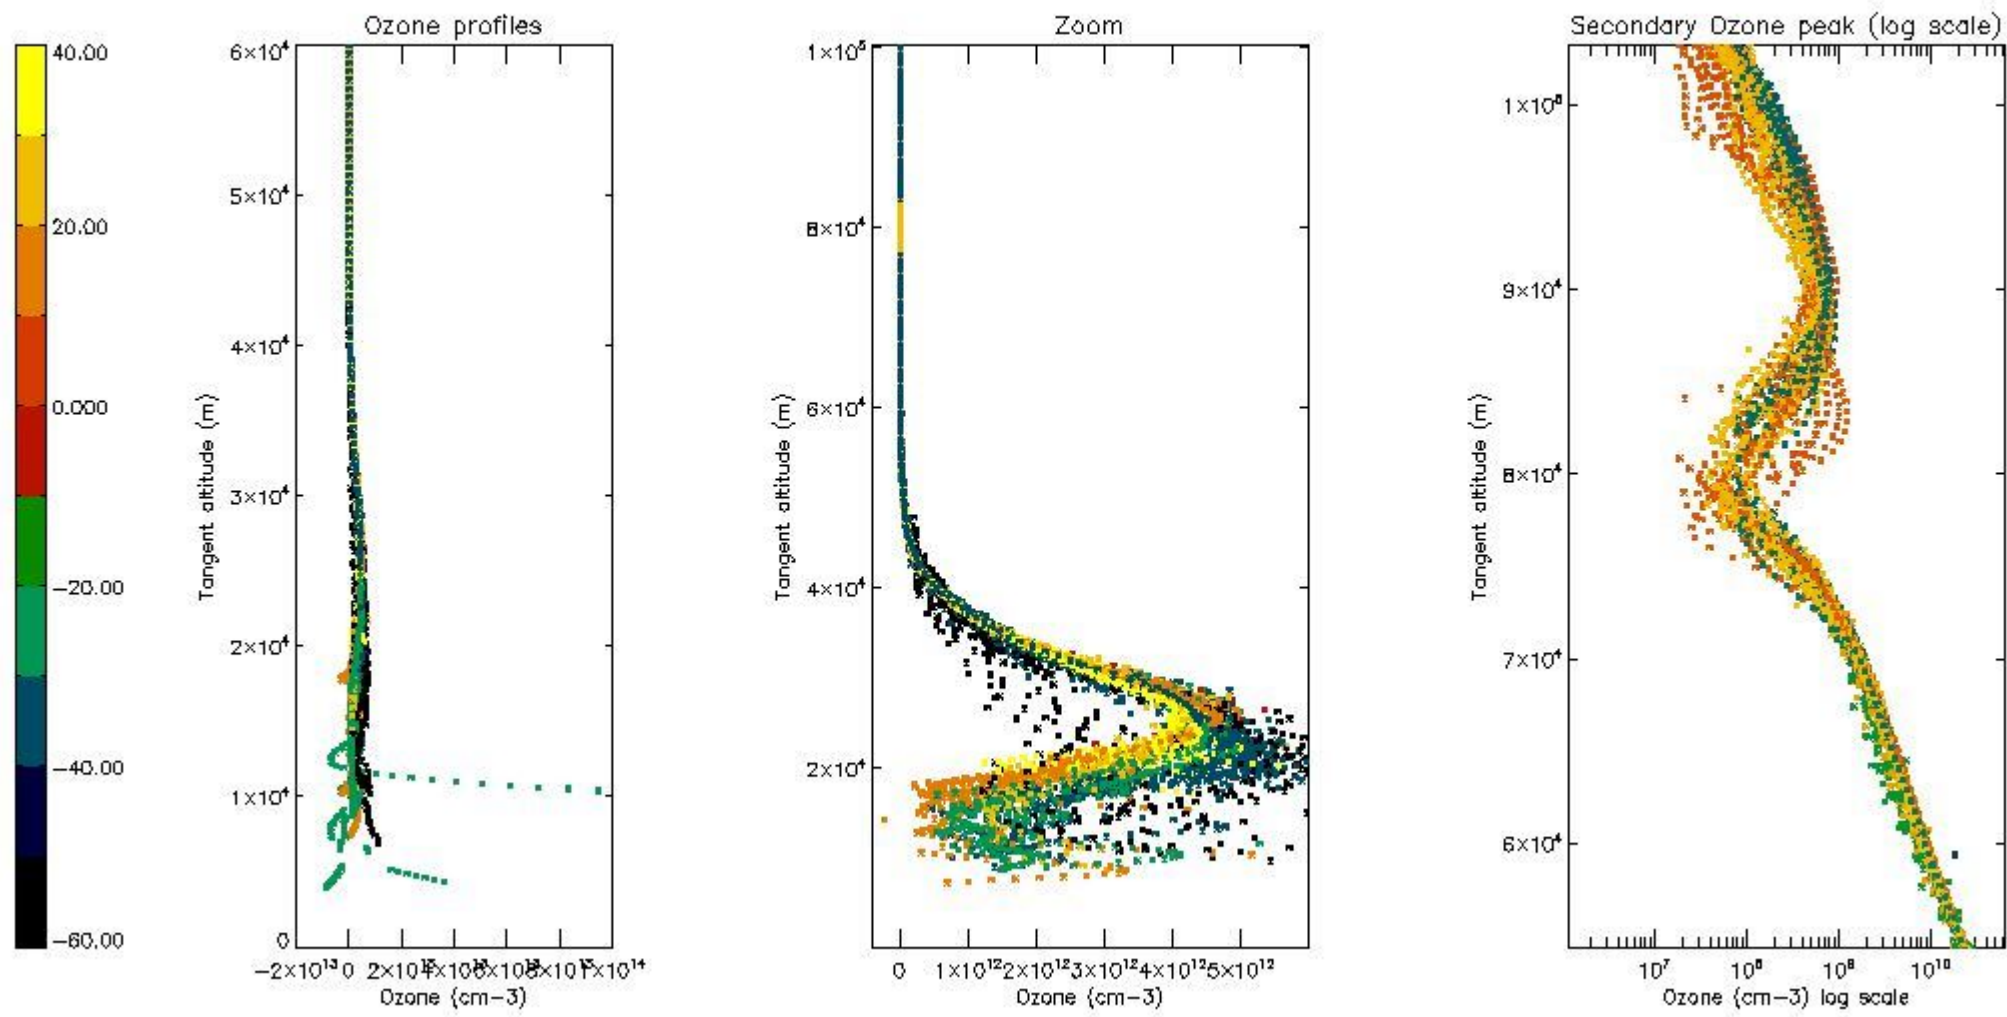 Ozone profiles
Zoom
Secondary Ozone peak (log scale)
40.00
20.00
0.000
−20.00
−40.00
−60.00
Tangent altitude (m)
6×10⁴
5×10⁴
4×10⁴
3×10⁴
2×10⁴
1×10⁴
0
−2×10¹³
0
Ozone (cm−3)
Tangent altitude (m)
1×10⁵
8×10⁴
6×10⁴
4×10⁴
2×10⁴
0 1×10¹² 2×10¹² 3×10¹² 4×10¹² 5×10¹²
Ozone (cm−3)
Tangent altitude (m)
9×10⁴
8×10⁴
7×10⁴
6×10⁴
10⁷ 10⁸ 10⁹ 10¹⁰
Ozone (cm−3) log scale